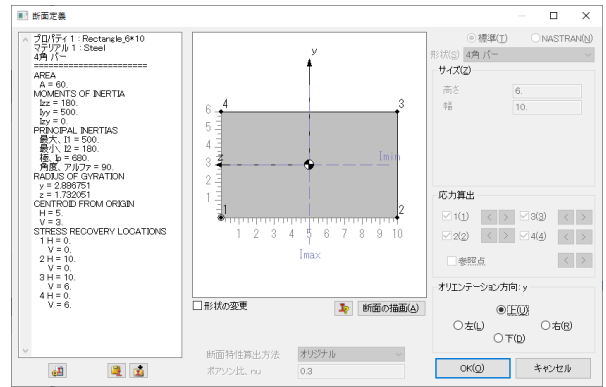 断面定義
プロパティ 1 : Rectangle_6*10
マテリアル 1 : Steel
4角 バー
=======================
AREA
A = 60.
MOMENTS OF INERTIA
Izz = 180.
Iyy = 500.
Izy = 0.
PRINCIPAL INERTIAS
最大、I1 = 500.
最小、I2 = 180.
極、Ip = 680.
角度、アルファ = 90.
RADIUS OF GYRATION
y = 2.886751
z = 1.732051
CENTROID FROM ORIGIN
H = 5.
V = 3.
STRESS RECOVERY LOCATIONS
1 H = 0.
V = 0.
2 H = 10.
V = 0.
3 H = 10.
V = 6.
4 H = 0.
V = 6.
y
4
3
6
5
4
3
2
1
z
Imin
1
2
1 2 3 4 5 6 7 8 9 10
Imax
形状の変更
断面の描画(A)
断面特性算出方法
オリジナル
ポアソン比、nu
0.3
標準(T)
NASTRAN(N)
形状(S)
4角 バー
サイズ(Z)
高さ
6.
幅
10.
応力算出
1(1) < >
3(3) < >
2(2) < >
4(4) < >
参照点 < >
オリエンテーション方向: y
上(U)
左(L)
右(R)
下(D)
OK(O)
キャンセル